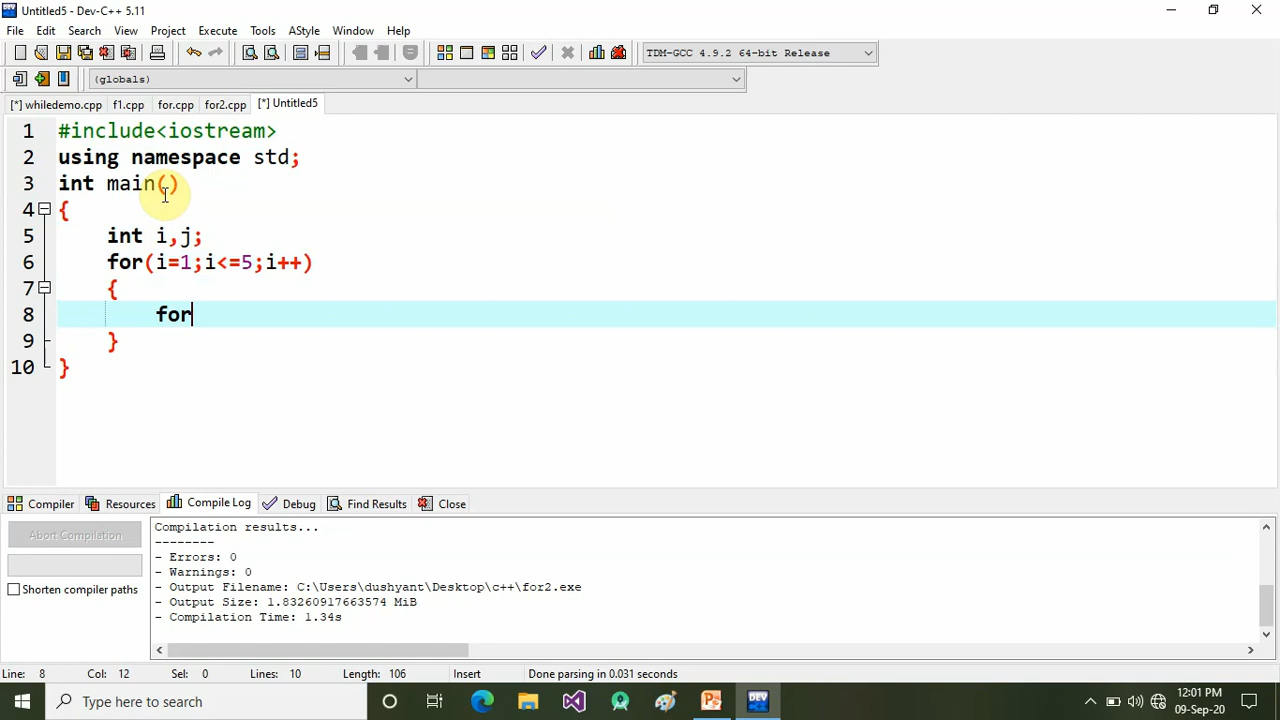 Untitled5 - Dev-C++ 5.11
File Edit Search View Project Execute Tools AStyle Window Help
TDM-GCC 4.9.2 64-bit Release
(globals)
[*] whiledemo.cpp f1.cpp for.cpp for2.cpp [*] Untitled5
1 #include<iostream>
2 using namespace std;
3 int main()
4 {
5 int i,j;
6 for(i=1;i<=5;i++)
7 {
8 for
9 }
10 }
Compiler Resources Compile Log Debug Find Results Close
Abort Compilation
Shorten compiler paths
Compilation results...
--------
- Errors: 0
- Warnings: 0
- Output Filename: C:\Users\dushyant\Desktop\c++\for2.exe
- Output Size: 1.83260917663574 MiB
- Compilation Time: 1.34s
Line: 8 Col: 12 Sel: 0 Lines: 10 Length: 106 Insert Done parsing in 0.031 seconds
Type here to search
DEV
12:01 PM
09-Sep-20